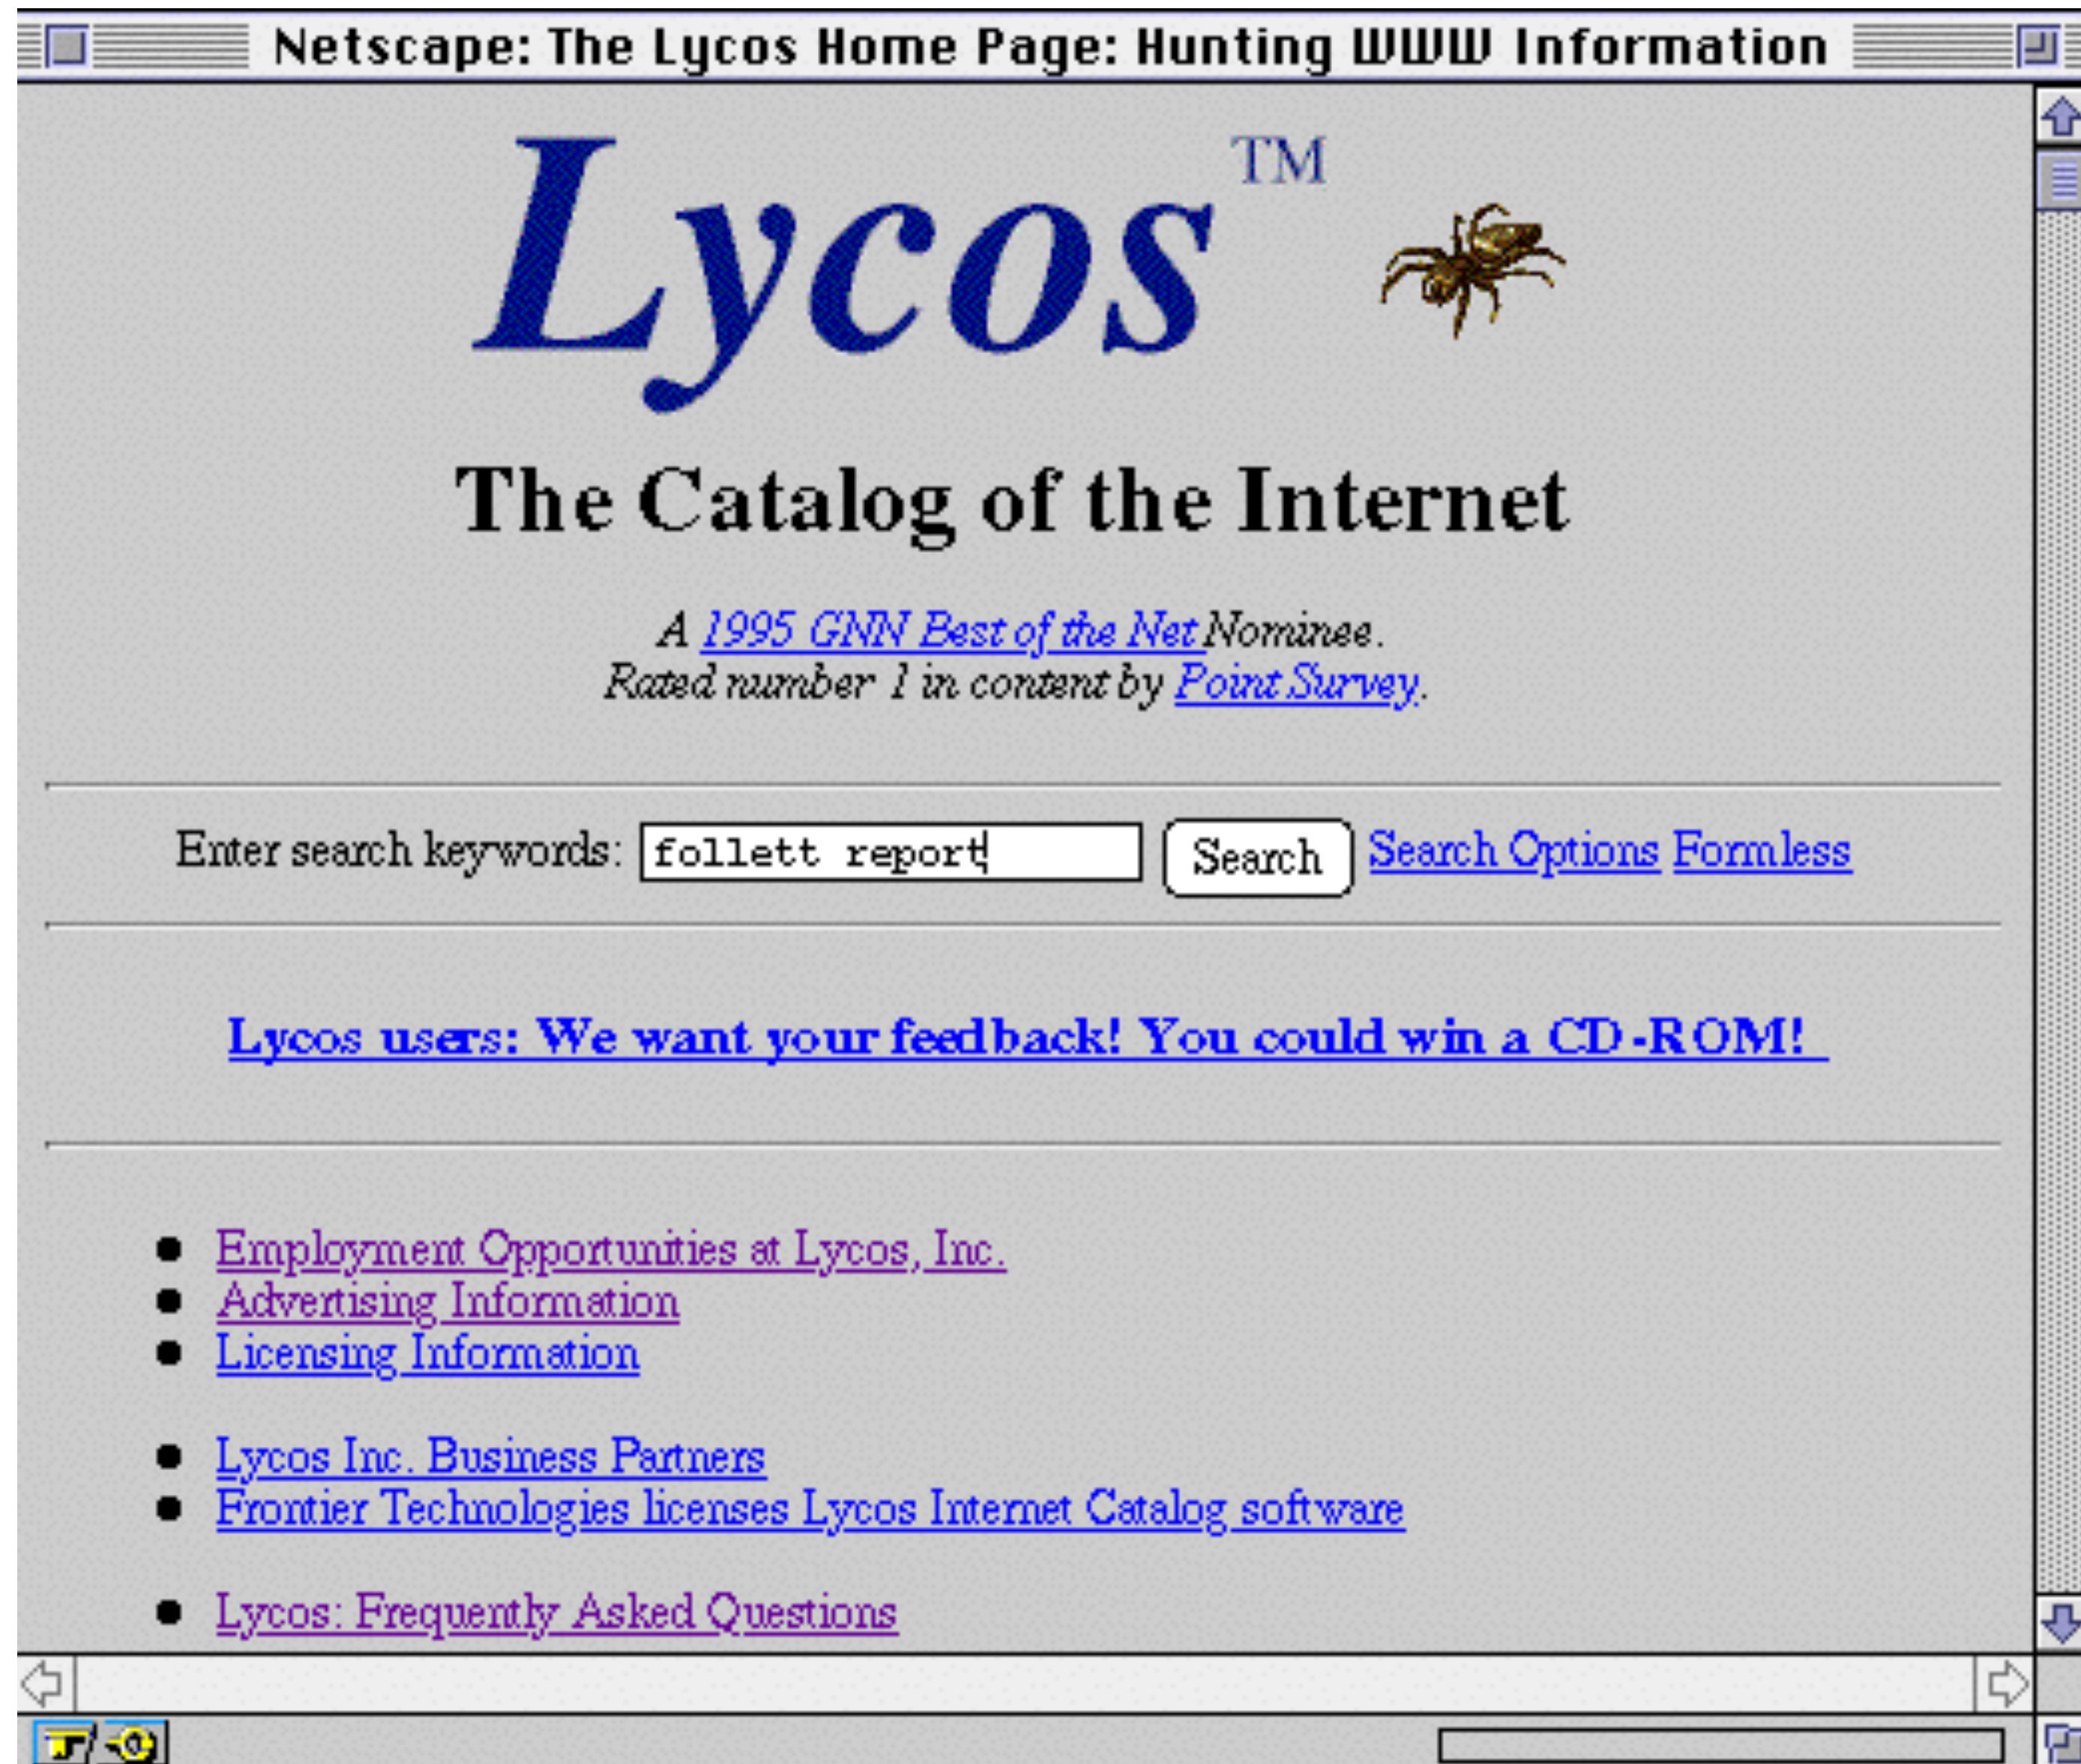 Netscape: The Lycos Home Page: Hunting WWW Information
Lycos™
The Catalog of the Internet
A 1995 GNN Best of the Net Nominee.
Rated number 1 in content by Point Survey.
Enter search keywords: follett report Search Search Options Formless
Lycos users: We want your feedback! You could win a CD-ROM!
Employment Opportunities at Lycos, Inc.
Advertising Information
Licensing Information
Lycos Inc. Business Partners
Frontier Technologies licenses Lycos Internet Catalog software
Lycos: Frequently Asked Questions